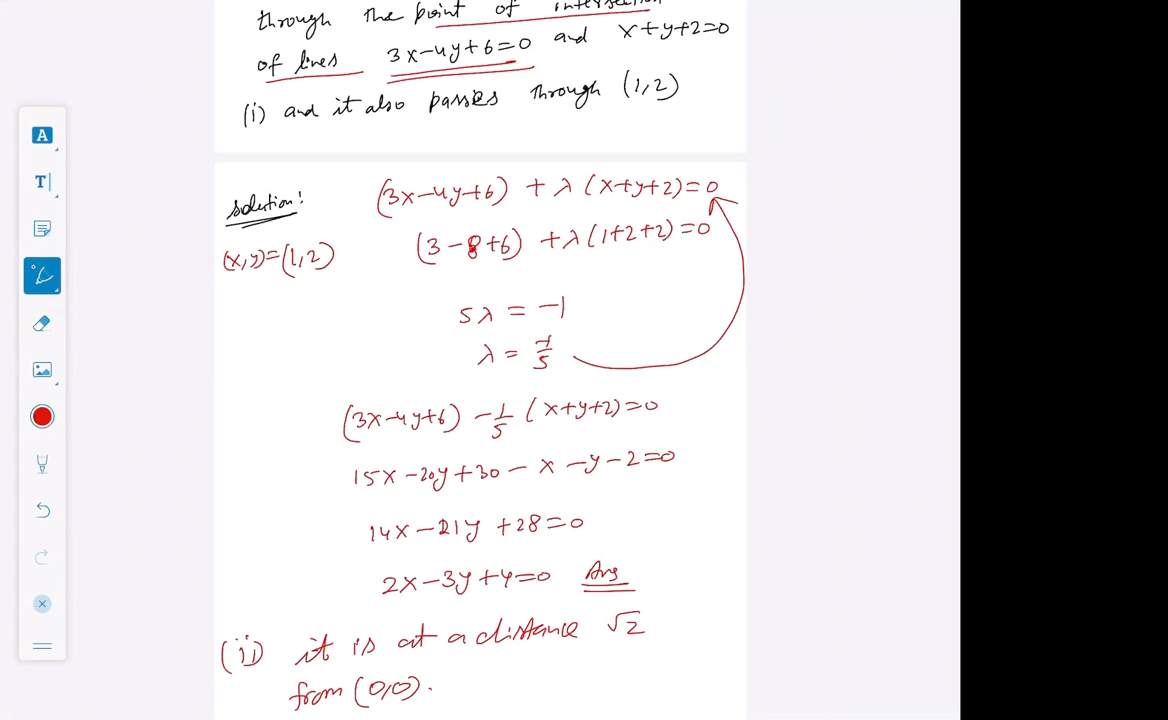 through the point of intersection
of lines 3x-4y+6=0 and x+y+2=0
(i) and it also passes through (1,2)
solution:
(3x-4y+6) + λ (x+y+2)=0
(x,y)=(1,2)
(3-8+6) + λ(1+2+2)=0
5λ = -1
λ = -1/5
(3x-4y+6) - 1/5 (x+y+2)=0
15x-20y+30-x-y-2=0
14x-21y+28=0
2x-3y+4=0 Ans
(ii) it is at a distance √2
from (0,0).
A
T